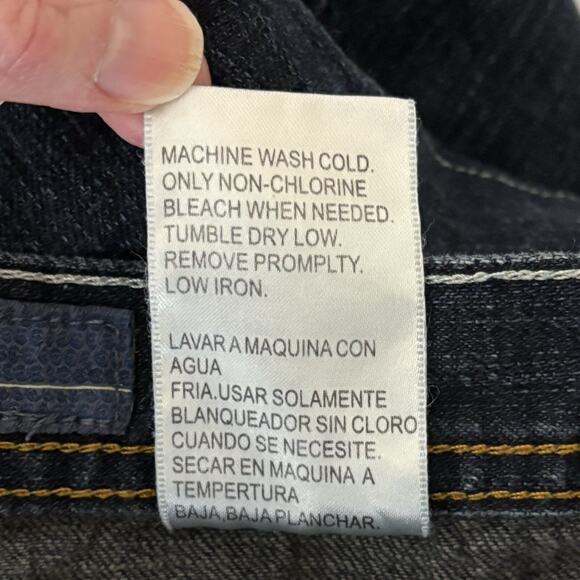 MACHINE WASH COLD.
ONLY NON-CHLORINE
BLEACH WHEN NEEDED.
TUMBLE DRY LOW.
REMOVE PROMPLTY.
LOW IRON.
LAVAR A MAQUINA CON
AGUA
FRIA.USAR SOLAMENTE
BLANQUEADOR SIN CLORO
CUANDO SE NECESITE.
SECAR EN MAQUINA A
TEMPERTURA
BAJA,BAJA PLANCHAR.